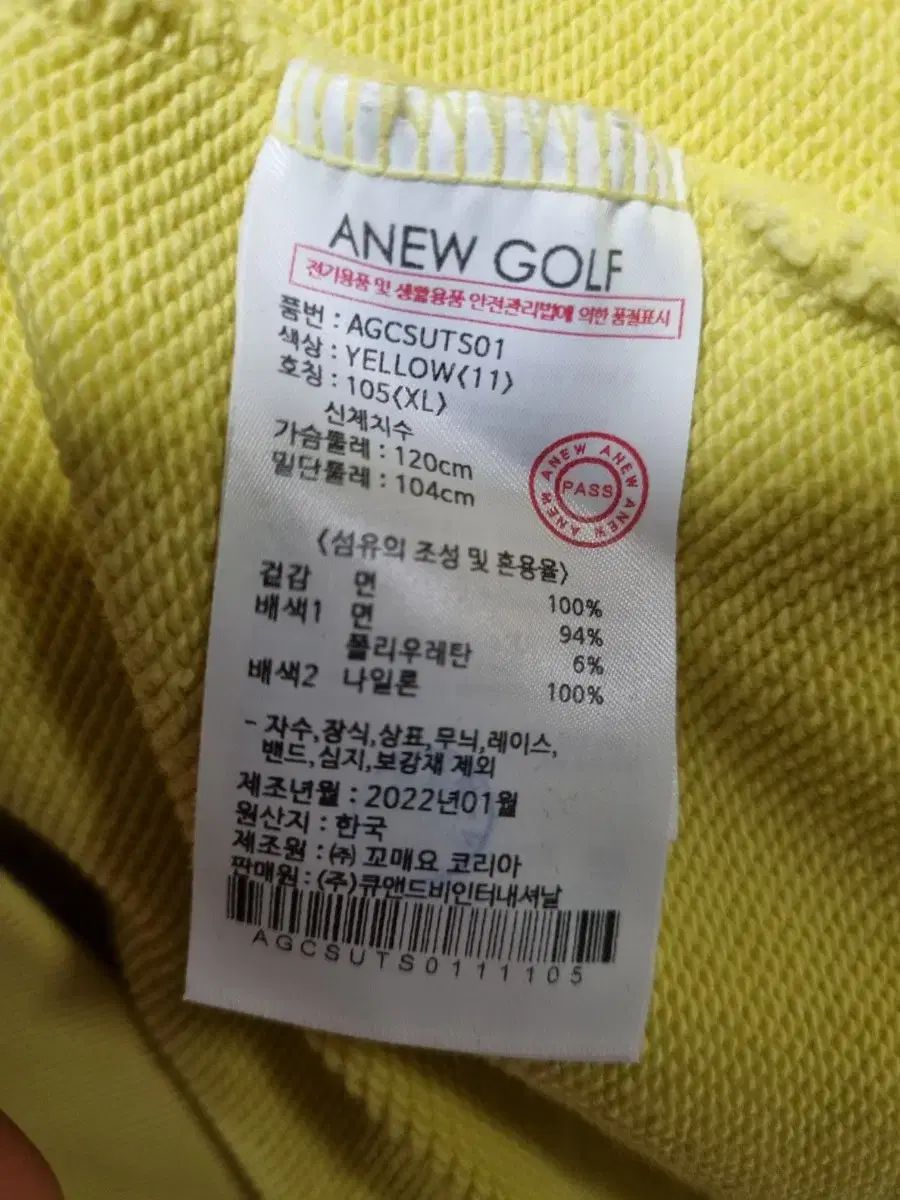 ANEW GOLF
전기용품 및 생활용품 안전관리법에 의한 품질표시
품번 : AGCSUTS01
색상 : YELLOW(11)
호칭 : 105(XL)
신체치수
가슴둘레 : 120cm
밑단둘레 : 104cm
ANEW ANEW ANEW ANEW
PASS
〈섬유의 조성 및 혼용율〉
겉감 면 100%
배색1 면 94%
폴리우레탄 6%
배색2 나일론 100%
- 자수,장식,상표,무늬,레이스,
밴드,심지,보강재 제외
제조년월 : 2022년01월
원산지 : 한국
제조원 : ㈜ 꼬매요 코리아
판매원 : (주)큐앤드비인터내셔날
AGCSUTS0111105